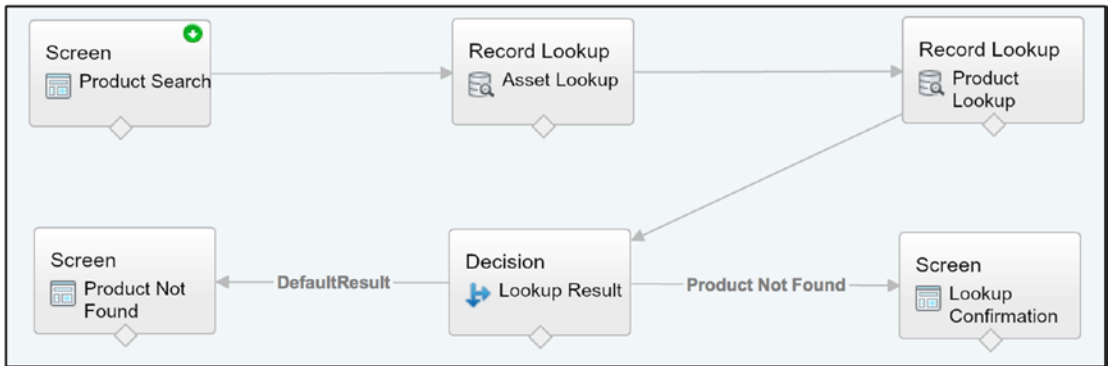 Screen
Product Search
Record Lookup
Asset Lookup
Record Lookup
Product
Lookup
Screen
Product Not
Found
DefaultResult
Decision
Lookup Result
Product Not Found
Screen
Lookup
Confirmation